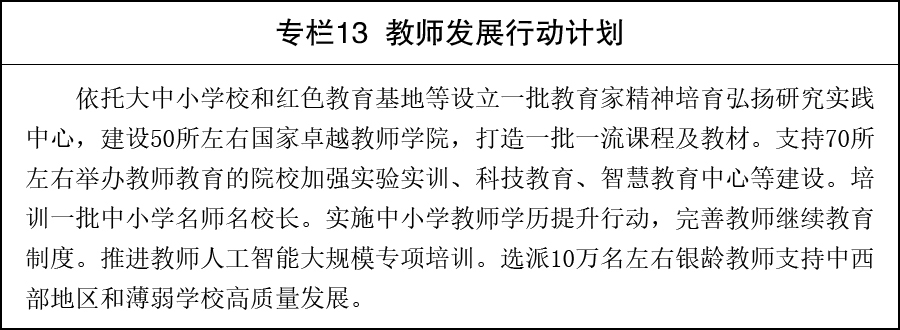 专栏13 教师发展行动计划
依托大中小学校和红色教育基地等设立一批教育家精神培育弘扬研究实践
中心，建设50所左右国家卓越教师学院，打造一批一流课程及教材。支持70所
左右举办教师教育的院校加强实验实训、科技教育、智慧教育中心等建设。培
训一批中小学名师名校长。实施中小学教师学历提升行动，完善教师继续教育
制度。推进教师人工智能大规模专项培训。选派10万名左右银龄教师支持中西
部地区和薄弱学校高质量发展。